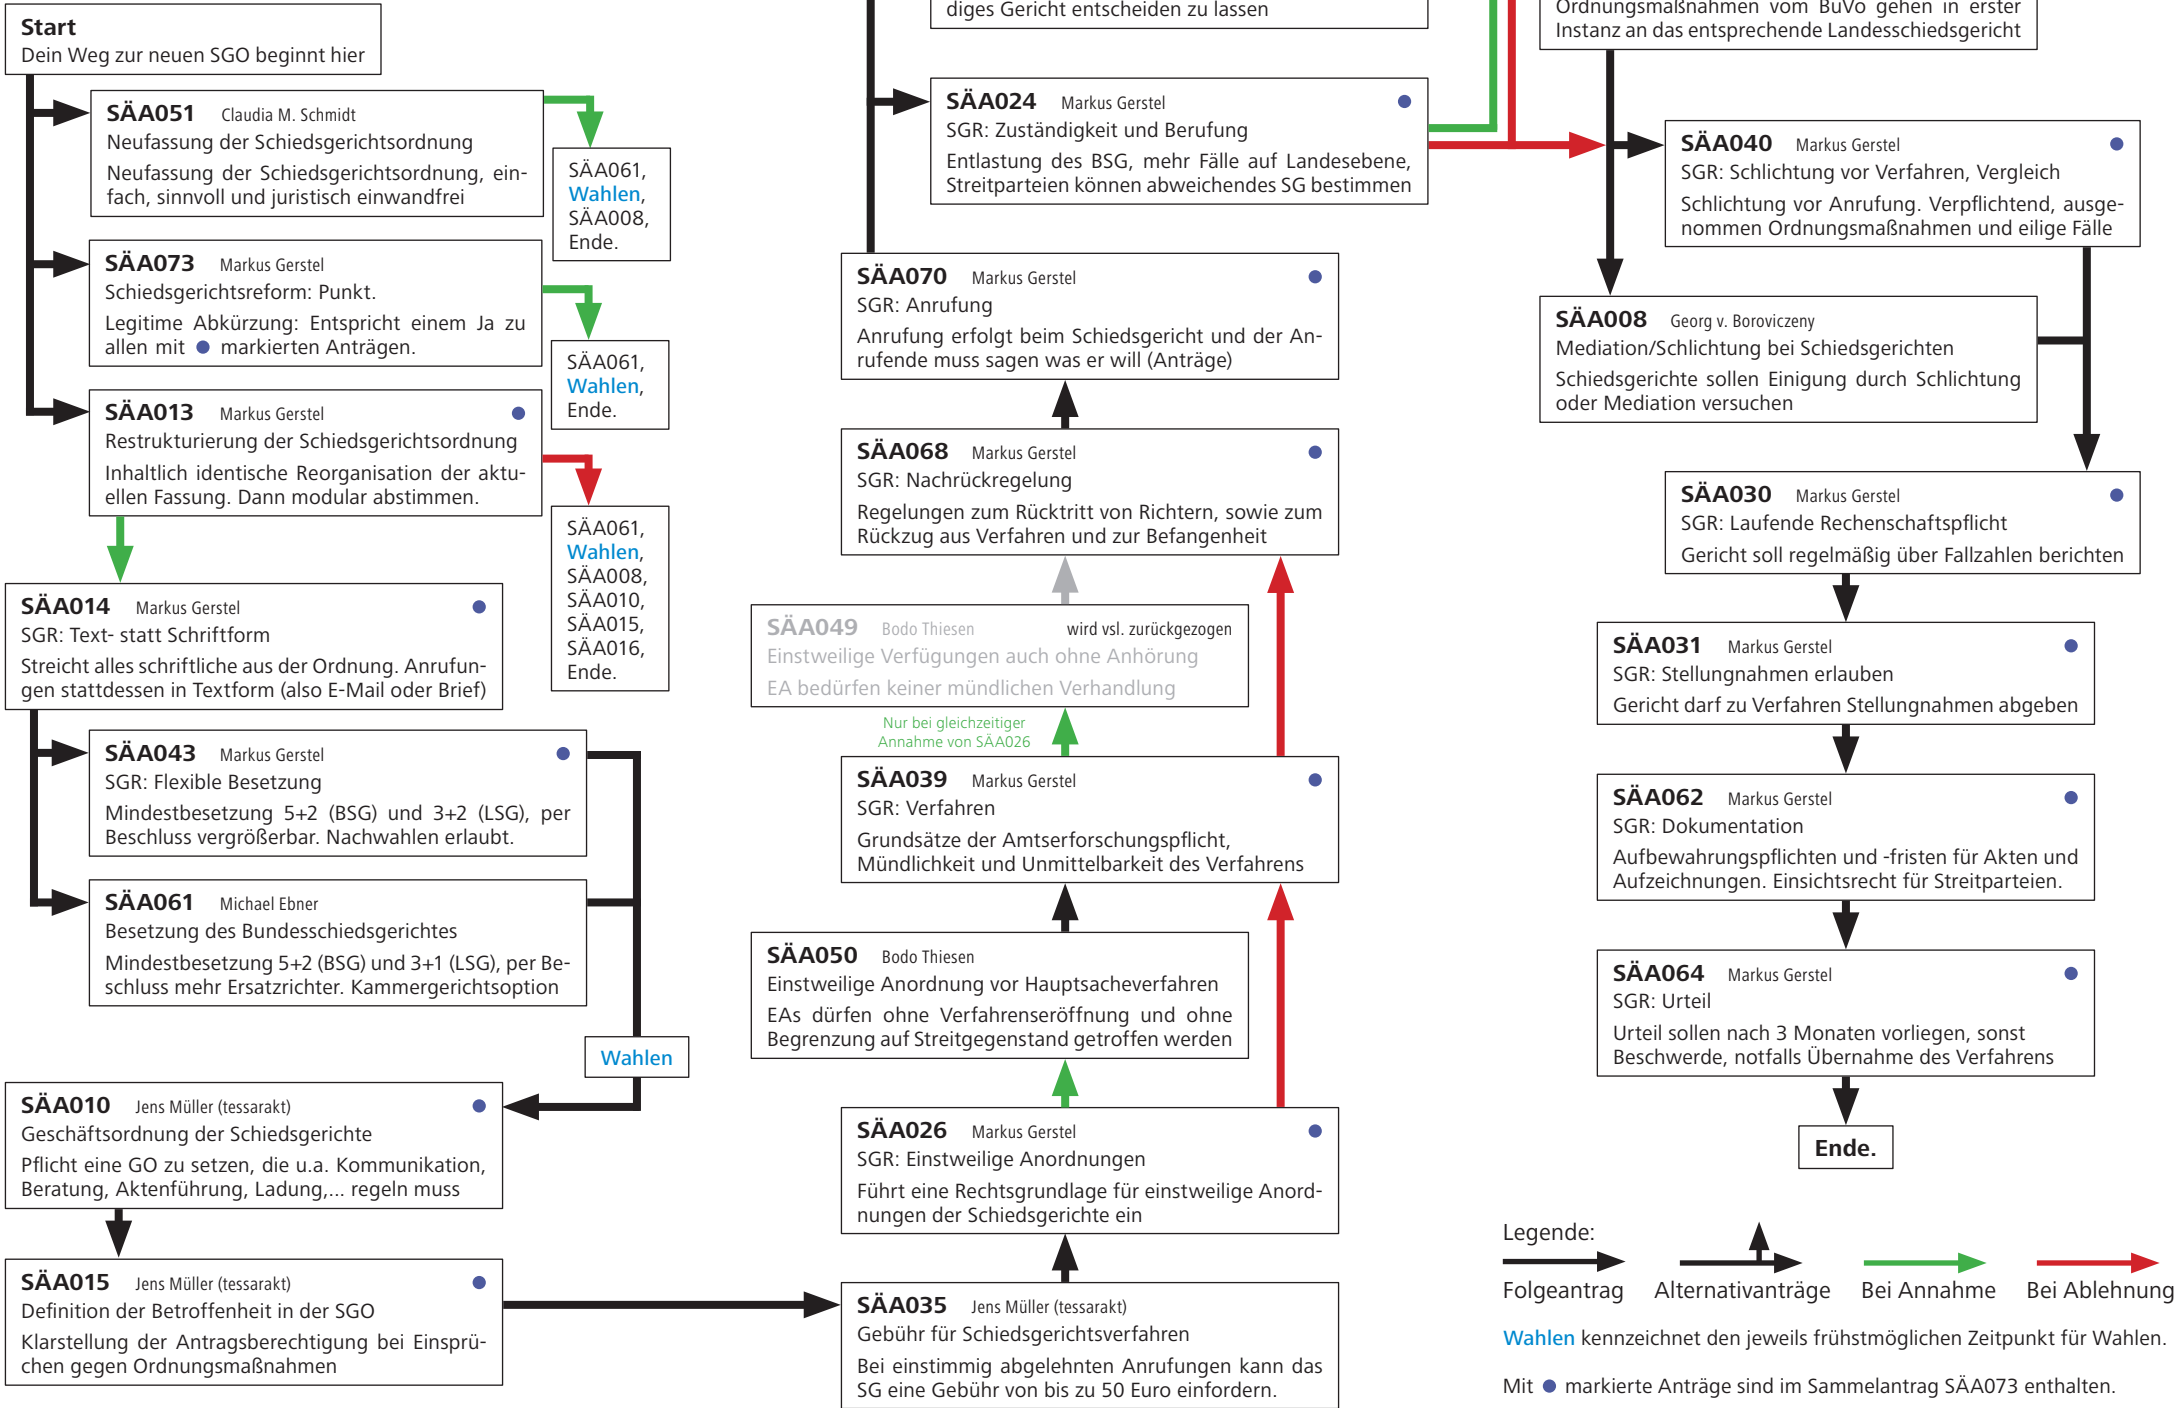 Start
Dein Weg zur neuen SGO beginnt hier
SÄA051 Claudia M. Schmidt
Neufassung der Schiedsgerichtsordnung
Neufassung der Schiedsgerichtsordnung, ein-
fach, sinnvoll und juristisch einwandfrei
SÄA061,
Wahlen,
SÄA008,
Ende.
SÄA073 Markus Gerstel
Schiedsgerichtsreform: Punkt.
Legitime Abkürzung: Entspricht einem Ja zu
allen mit ● markierten Anträgen.
SÄA061,
Wahlen,
Ende.
SÄA013 Markus Gerstel
Restrukturierung der Schiedsgerichtsordnung
Inhaltlich identische Reorganisation der aktu-
ellen Fassung. Dann modular abstimmen.
SÄA061,
Wahlen,
SÄA008,
SÄA010,
SÄA015,
SÄA016,
Ende.
SÄA014 Markus Gerstel
SGR: Text- statt Schriftform
Streicht alles schriftliche aus der Ordnung. Anrufun-
gen stattdessen in Textform (also E-Mail oder Brief)
SÄA043 Markus Gerstel
SGR: Flexible Besetzung
Mindestbesetzung 5+2 (BSG) und 3+2 (LSG), per
Beschluss vergrößerbar. Nachwahlen erlaubt.
SÄA061 Michael Ebner
Besetzung des Bundesschiedsgerichtes
Mindestbesetzung 5+2 (BSG) und 3+1 (LSG), per Be-
schluss mehr Ersatzrichter. Kammergerichtsoption
Wahlen
SÄA010 Jens Müller (tessarakt)
Geschäftsordnung der Schiedsgerichte
Pflicht eine GO zu setzen, die u.a. Kommunikation,
Beratung, Aktenführung, Ladung,... regeln muss
SÄA015 Jens Müller (tessarakt)
Definition der Betroffenheit in der SGO
Klarstellung der Antragsberechtigung bei Einsprü-
chen gegen Ordnungsmaßnahmen
diges Gericht entscheiden zu lassen
SÄA024 Markus Gerstel
SGR: Zuständigkeit und Berufung
Entlastung des BSG, mehr Fälle auf Landesebene,
Streitparteien können abweichendes SG bestimmen
SÄA070 Markus Gerstel
SGR: Anrufung
Anrufung erfolgt beim Schiedsgericht und der An-
rufende muss sagen was er will (Anträge)
SÄA068 Markus Gerstel
SGR: Nachrückregelung
Regelungen zum Rücktritt von Richtern, sowie zum
Rückzug aus Verfahren und zur Befangenheit
SÄA049 Bodo Thiesen wird vsl. zurückgezogen
Einstweilige Verfügungen auch ohne Anhörung
EA bedürfen keiner mündlichen Verhandlung
Nur bei gleichzeitiger
Annahme von SÄA026
SÄA039 Markus Gerstel
SGR: Verfahren
Grundsätze der Amtserforschungspflicht,
Mündlichkeit und Unmittelbarkeit des Verfahrens
SÄA050 Bodo Thiesen
Einstweilige Anordnung vor Hauptsacheverfahren
EAs dürfen ohne Verfahrenseröffnung und ohne
Begrenzung auf Streitgegenstand getroffen werden
SÄA026 Markus Gerstel
SGR: Einstweilige Anordnungen
Führt eine Rechtsgrundlage für einstweilige Anord-
nungen der Schiedsgerichte ein
SÄA035 Jens Müller (tessarakt)
Gebühr für Schiedsgerichtsverfahren
Bei einstimmig abgelehnten Anrufungen kann das
SG eine Gebühr von bis zu 50 Euro einfordern.
Ordnungsmaßnahmen vom BuVo gehen in erster
Instanz an das entsprechende Landesschiedsgericht
SÄA040 Markus Gerstel
SGR: Schlichtung vor Verfahren, Vergleich
Schlichtung vor Anrufung. Verpflichtend, ausge-
nommen Ordnungsmaßnahmen und eilige Fälle
SÄA008 Georg v. Boroviczeny
Mediation/Schlichtung bei Schiedsgerichten
Schiedsgerichte sollen Einigung durch Schlichtung
oder Mediation versuchen
SÄA030 Markus Gerstel
SGR: Laufende Rechenschaftspflicht
Gericht soll regelmäßig über Fallzahlen berichten
SÄA031 Markus Gerstel
SGR: Stellungnahmen erlauben
Gericht darf zu Verfahren Stellungnahmen abgeben
SÄA062 Markus Gerstel
SGR: Dokumentation
Aufbewahrungspflichten und -fristen für Akten und
Aufzeichnungen. Einsichtsrecht für Streitparteien.
SÄA064 Markus Gerstel
SGR: Urteil
Urteil sollen nach 3 Monaten vorliegen, sonst
Beschwerde, notfalls Übernahme des Verfahrens
Ende.
Legende:
Folgeantrag Alternativanträge Bei Annahme Bei Ablehnung
Wahlen kennzeichnet den jeweils frühstmöglichen Zeitpunkt für Wahlen.
Mit ● markierte Anträge sind im Sammelantrag SÄA073 enthalten.